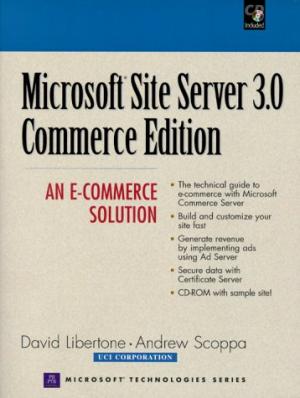 CD
Included
Microsoft® Site Server 3.0
Commerce Edition
AN E-COMMERCE
SOLUTION
• The technical guide to
e-commerce with Microsoft
Commerce Server
• Build and customize your
site fast
• Generate revenue
by implementing ads
using Ad Server
• Secure data with
Certificate Server
• CD-ROM with sample site!
David Libertone • Andrew Scoppa
UCI CORPORATION
PH
PTR
MICROSOFT® TECHNOLOGIES SERIES